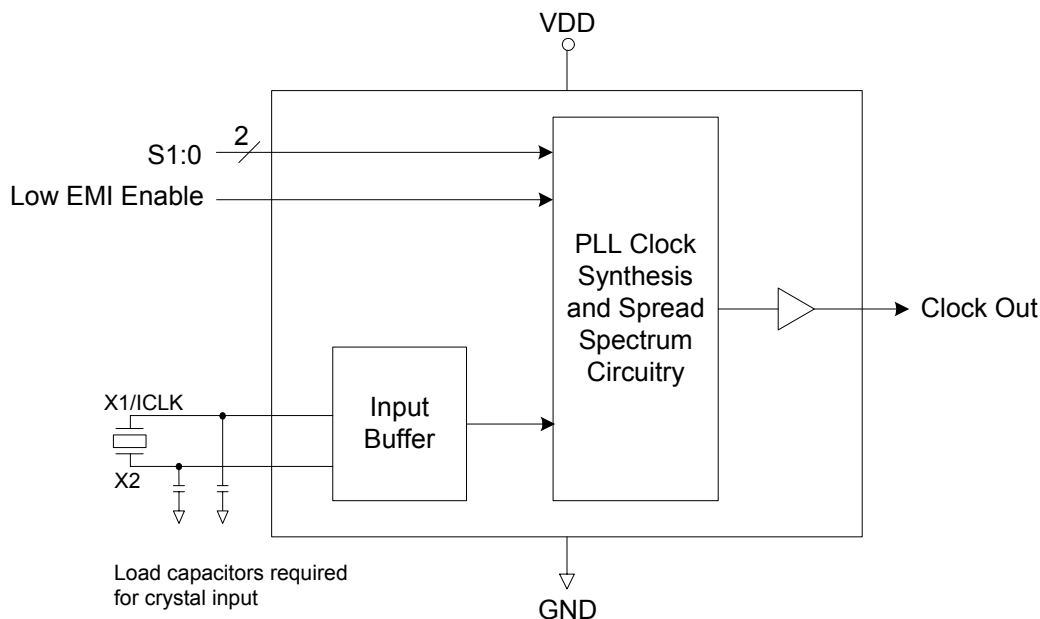 VDD
2
S1:0
Low EMI Enable
PLL Clock
Synthesis
and Spread
Spectrum
Circuitry
Clock Out
X1/ICLK
Input
Buffer
X2
Load capacitors required
for crystal input
GND